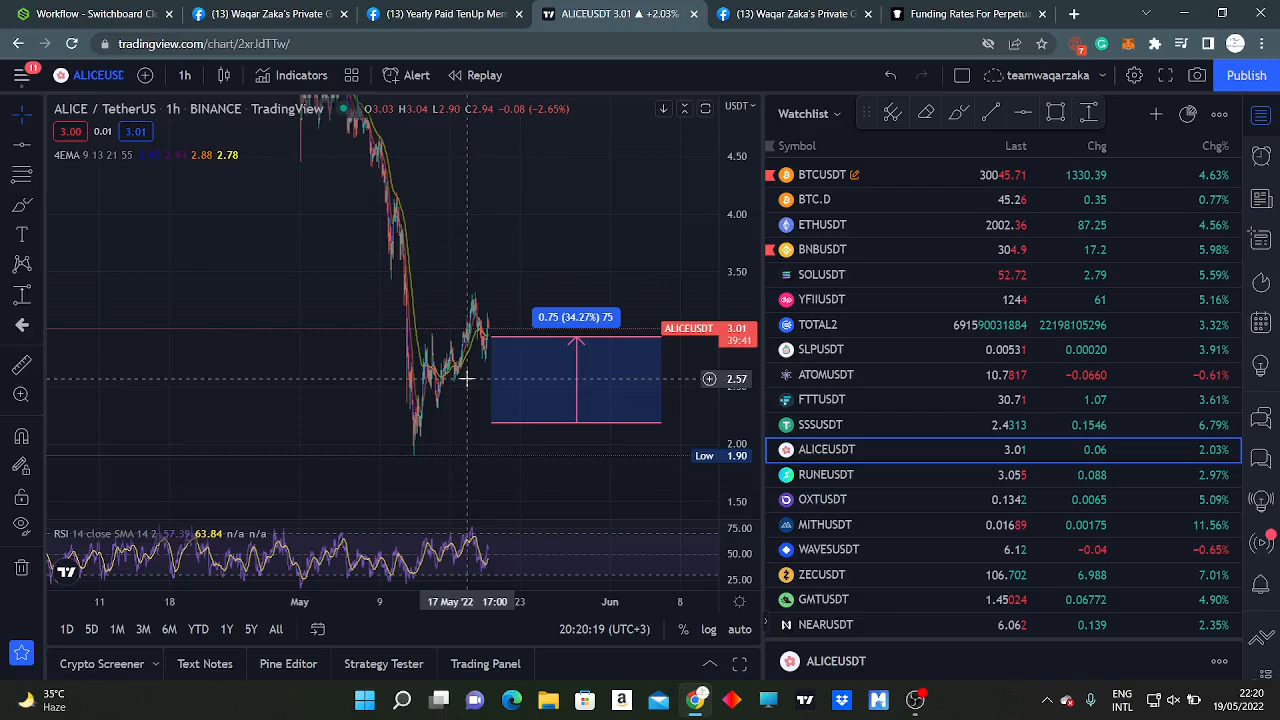 Workflow - Switchboard Cl
(13) Waqar Zaka's Private G
Yearly Paid TeleUp Mem
ALICEUSDT 3.01 ▲ +2.03%
(13) Waqar Zaka's Private G
Funding Rates For Perpetua
tradingview.com/chart/2xrJdTTw/
7
11
ALICEUSD
1h
Indicators
Alert
Replay
teamwaqarzaka
Publish
ALICE / TetherUS · 1h · BINANCE · TradingView
O3.03 H3.04 L2.90 C2.94 -0.08 (-2.65%)
USDT
3.00 0.01 3.01
4EMA 9 13 21 55 2.95 2.93 2.88 2.78
4.50
4.00
3.50
0.75 (34.27%) 75
ALICEUSDT 3.01
39:41
2.57
2.00
Low 1.90
1.50
RSI 14 close SMA 14 2 57.39 63.84 n/a n/a
75.00
50.00
25.00
11 18 May 9 17 May '22 17:00 23 Jun 8
1D 5D 1M 3M 6M YTD 1Y 5Y All
20:20:19 (UTC+3) % log auto
Crypto Screener Text Notes Pine Editor Strategy Tester Trading Panel
Watchlist
Symbol Last Chg Chg%
BTCUSDT 30045.71 1330.39 4.63%
BTC.D 45.26 0.35 0.77%
ETHUSDT 2002.36 87.25 4.56%
BNBUSDT 304.9 17.2 5.98%
SOLUSDT 52.72 2.79 5.59%
YFIIUSDT 1244 61 5.16%
TOTAL2 691590031884 22198105296 3.32%
SLPUSDT 0.00531 0.00020 3.91%
ATOMUSDT 10.7817 −0.0660 −0.61%
FTTUSDT 30.71 1.07 3.61%
SSSUSDT 2.4313 0.1546 6.79%
ALICEUSDT 3.01 0.06 2.03%
RUNEUSDT 3.055 0.088 2.97%
OXTUSDT 0.1342 0.0065 5.09%
MITHUSDT 0.01689 0.00175 11.56%
WAVESUSDT 6.12 −0.04 −0.65%
ZECUSDT 106.702 6.988 7.01%
GMTUSDT 1.45024 0.06772 4.90%
NEARUSDT 6.062 0.139 2.35%
ALICEUSDT
35°C
Haze
ENG
INTL
22:20
19/05/2022